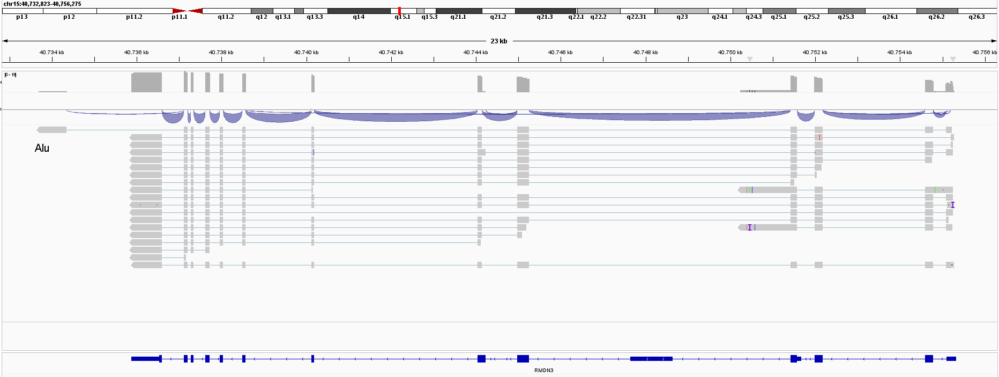 chr15:40,732,823-40,756,275
p13 p12 p11.2 p11.1 q11.2 q12 q13.1 q13.3 q14 q15.1 q15.3 q21.1 q21.2 q21.3 q22.1 q22.2 q22.31 q23 q24.1 q24.3 q25.1 q25.2 q25.3 q26.1 q26.2 q26.3
23 kb
40.734 kb 40.736 kb 40.738 kb 40.740 kb 40.742 kb 40.744 kb 40.746 kb 40.748 kb 40.750 kb 40.752 kb 40.754 kb 40.756 kb
[0 - 19]
Alu
RMDN3